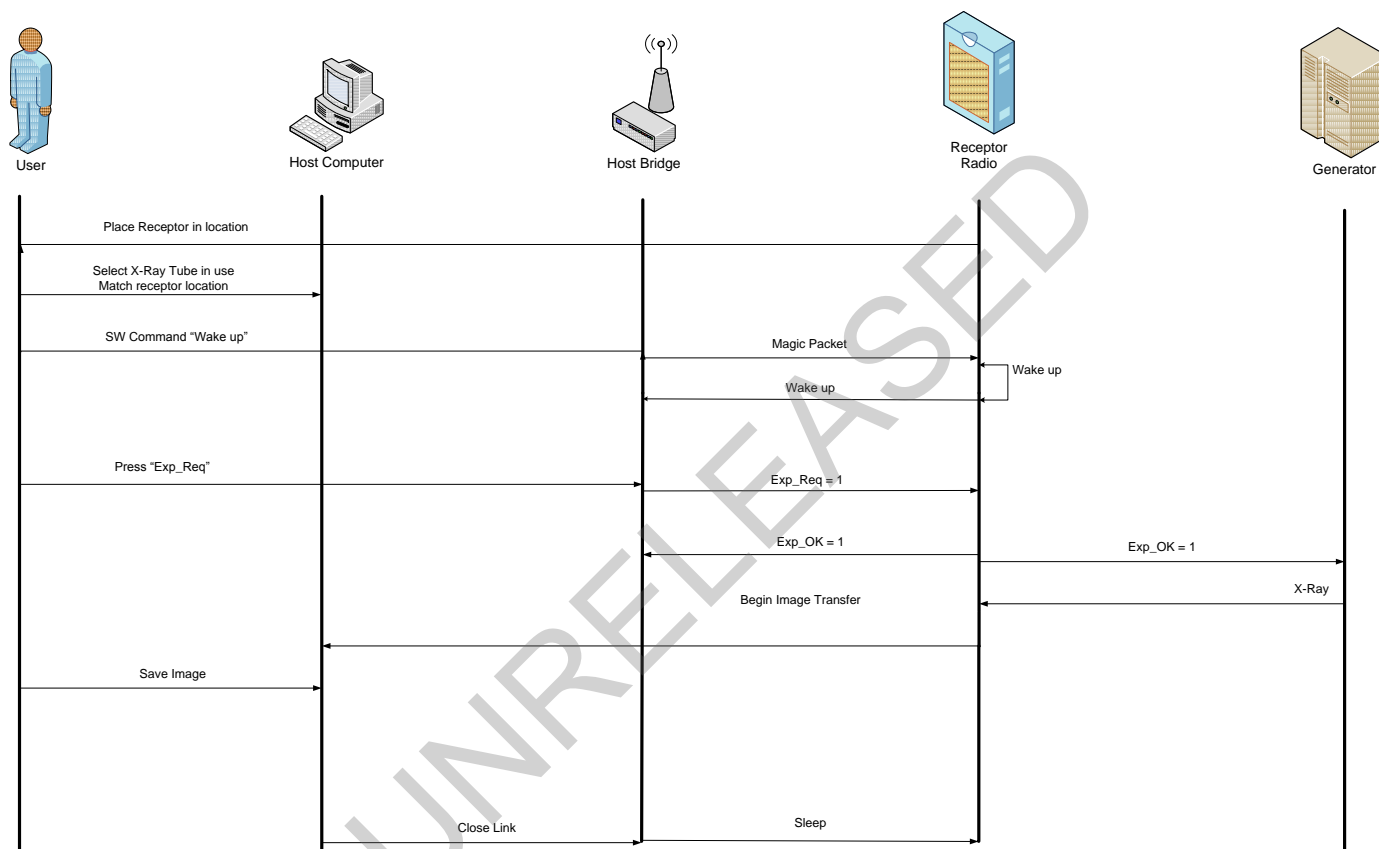 User
Host Computer
Host Bridge
Receptor
Radio
Generator
Place Receptor in location
Select X-Ray Tube in use
Match receptor location
SW Command “Wake up”
Magic Packet
Wake up
Wake up
Press “Exp_Req”
Exp_Req = 1
Exp_OK = 1
Exp_OK = 1
X-Ray
Begin Image Transfer
Save Image
Close Link
Sleep
UNRELEASED